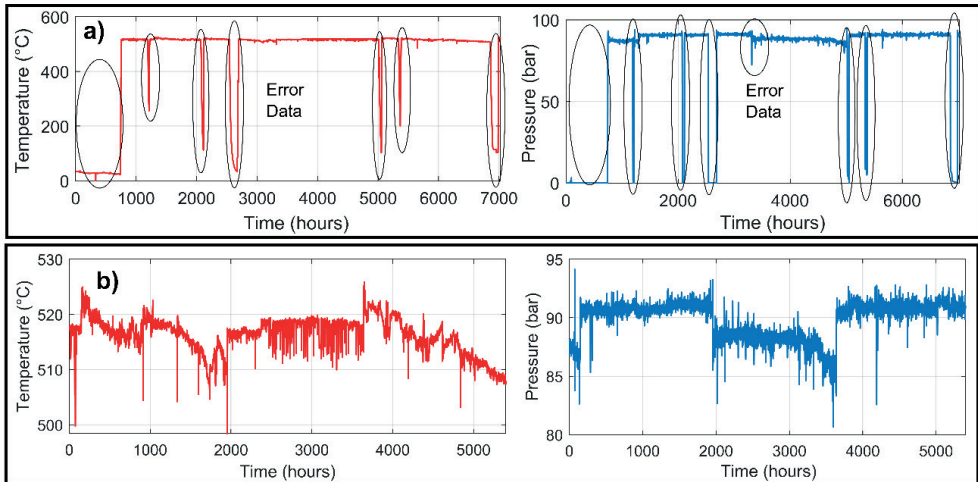 a)
Temperature (°C)
600
400
200
0
Error
Data
0
1000
2000
3000
4000
5000
6000
7000
Time (hours)
Pressure (bar)
100
50
0
Error
Data
0
2000
4000
6000
Time (hours)
b)
Temperature (°C)
530
520
510
500
0
1000
2000
3000
4000
5000
Time (hours)
Pressure (bar)
95
90
85
80
0
1000
2000
3000
4000
5000
Time (hours)